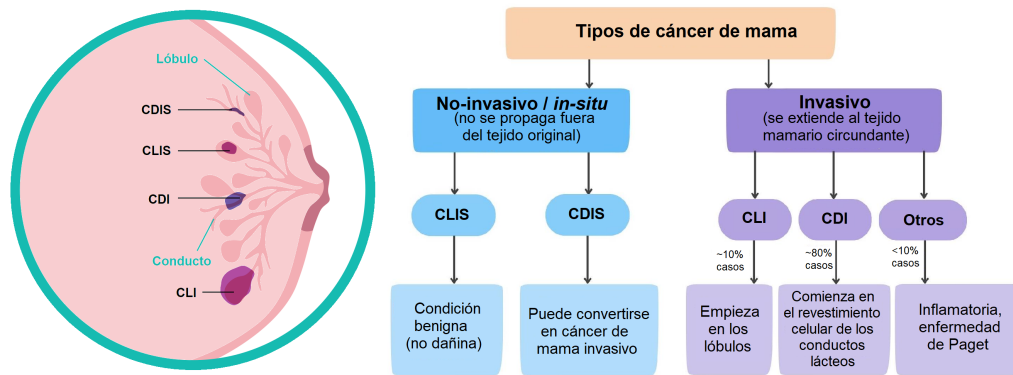 Lóbulo
CDIS
CLIS
CDI
Conducto
CLI
Tipos de cáncer de mama
No-invasivo / in-situ
(no se propaga fuera
del tejido original)
Invasivo
(se extiende al tejido
mamario circundante)
CLIS
CDIS
CLI
CDI
Otros
~10%
casos
~80%
casos
<10%
casos
Condición
benigna
(no dañina)
Puede convertirse
en cáncer de
mama invasivo
Empieza
en los
lóbulos
Comienza en
el revestimiento
celular de los
conductos
lácteos
Inflamatoria,
enfermedad
de Paget